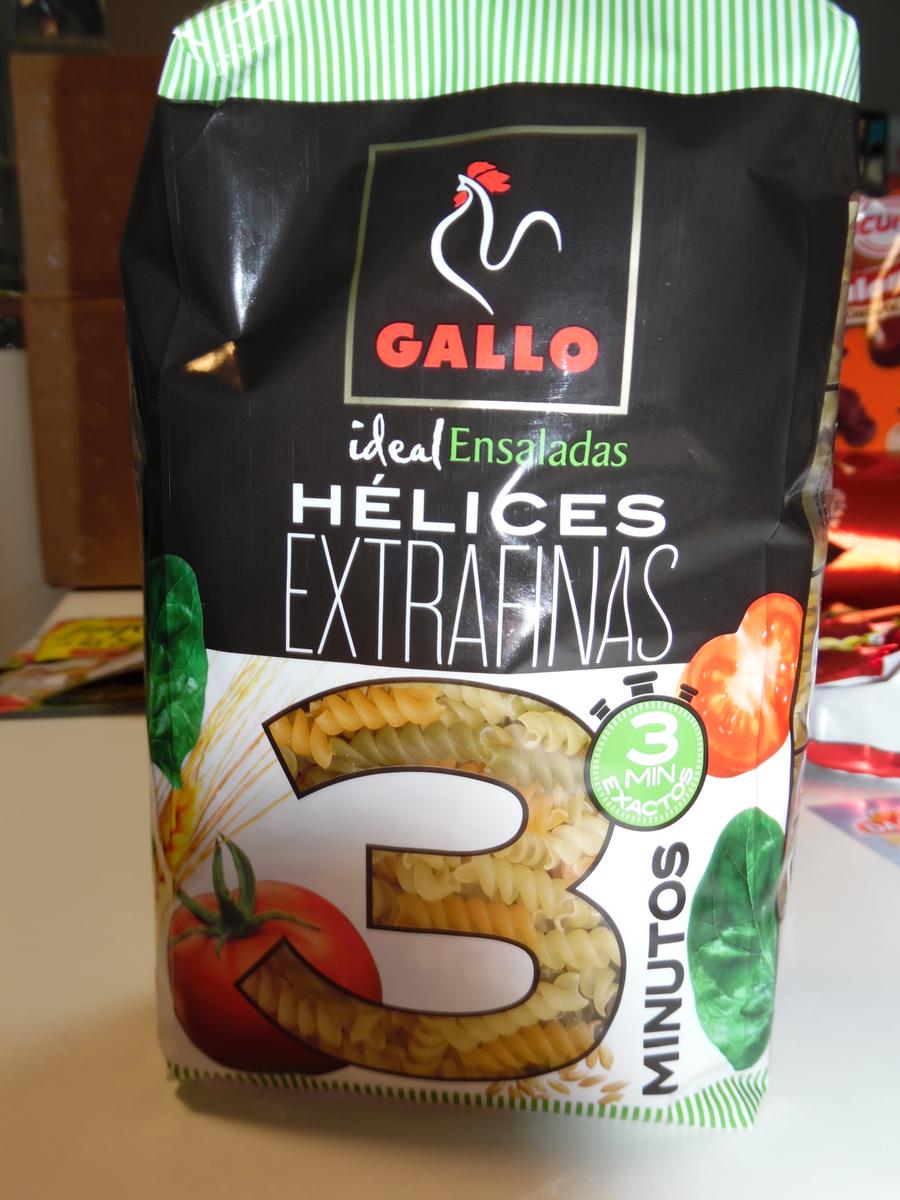 GALLO
ideal Ensaladas
HÉLICES
EXTRAFINAS
3
3
MIN
EXACTOS
MINUTOS